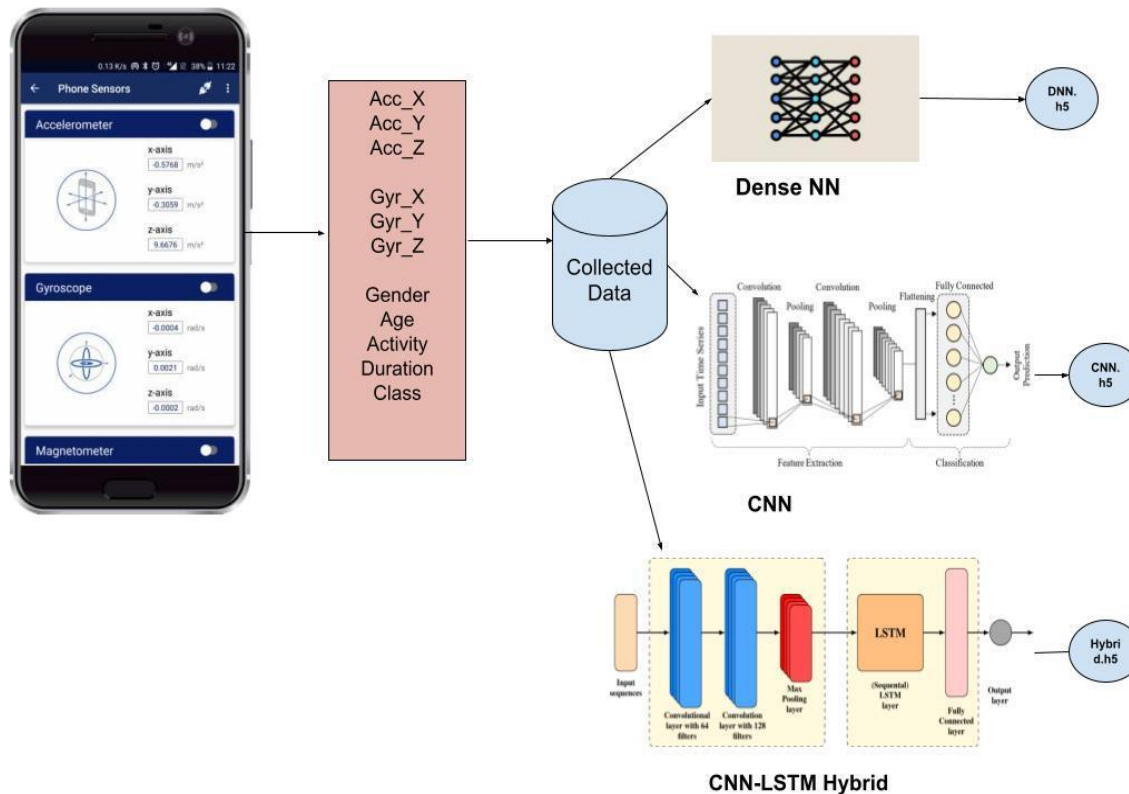 0.13 K/s 38% 11:22
Phone Sensors
Accelerometer
x-axis
-0.5768 m/s²
y-axis
-0.3059 m/s²
z-axis
9.6676 m/s²
Gyroscope
x-axis
-0.0004 rad/s
y-axis
0.0021 rad/s
z-axis
-0.0002 rad/s
Magnetometer
Acc_X
Acc_Y
Acc_Z
Gyr_X
Gyr_Y
Gyr_Z
Gender
Age
Activity
Duration
Class
Collected
Data
Dense NN
DNN.
h5
Input Time Series
Convolution
Pooling
Convolution
Pooling
Flattening
Fully Connected
Output
Prediction
Feature Extraction
Classification
CNN
CNN.
h5
Input
sequences
Convolutional
layer with 64
filters
Convolution
layer with 128
filters
Max
Pooling
layer
LSTM
(Sequental)
LSTM
layer
Fully
Connected
layer
Output
layer
Hybri
d.h5
CNN-LSTM Hybrid